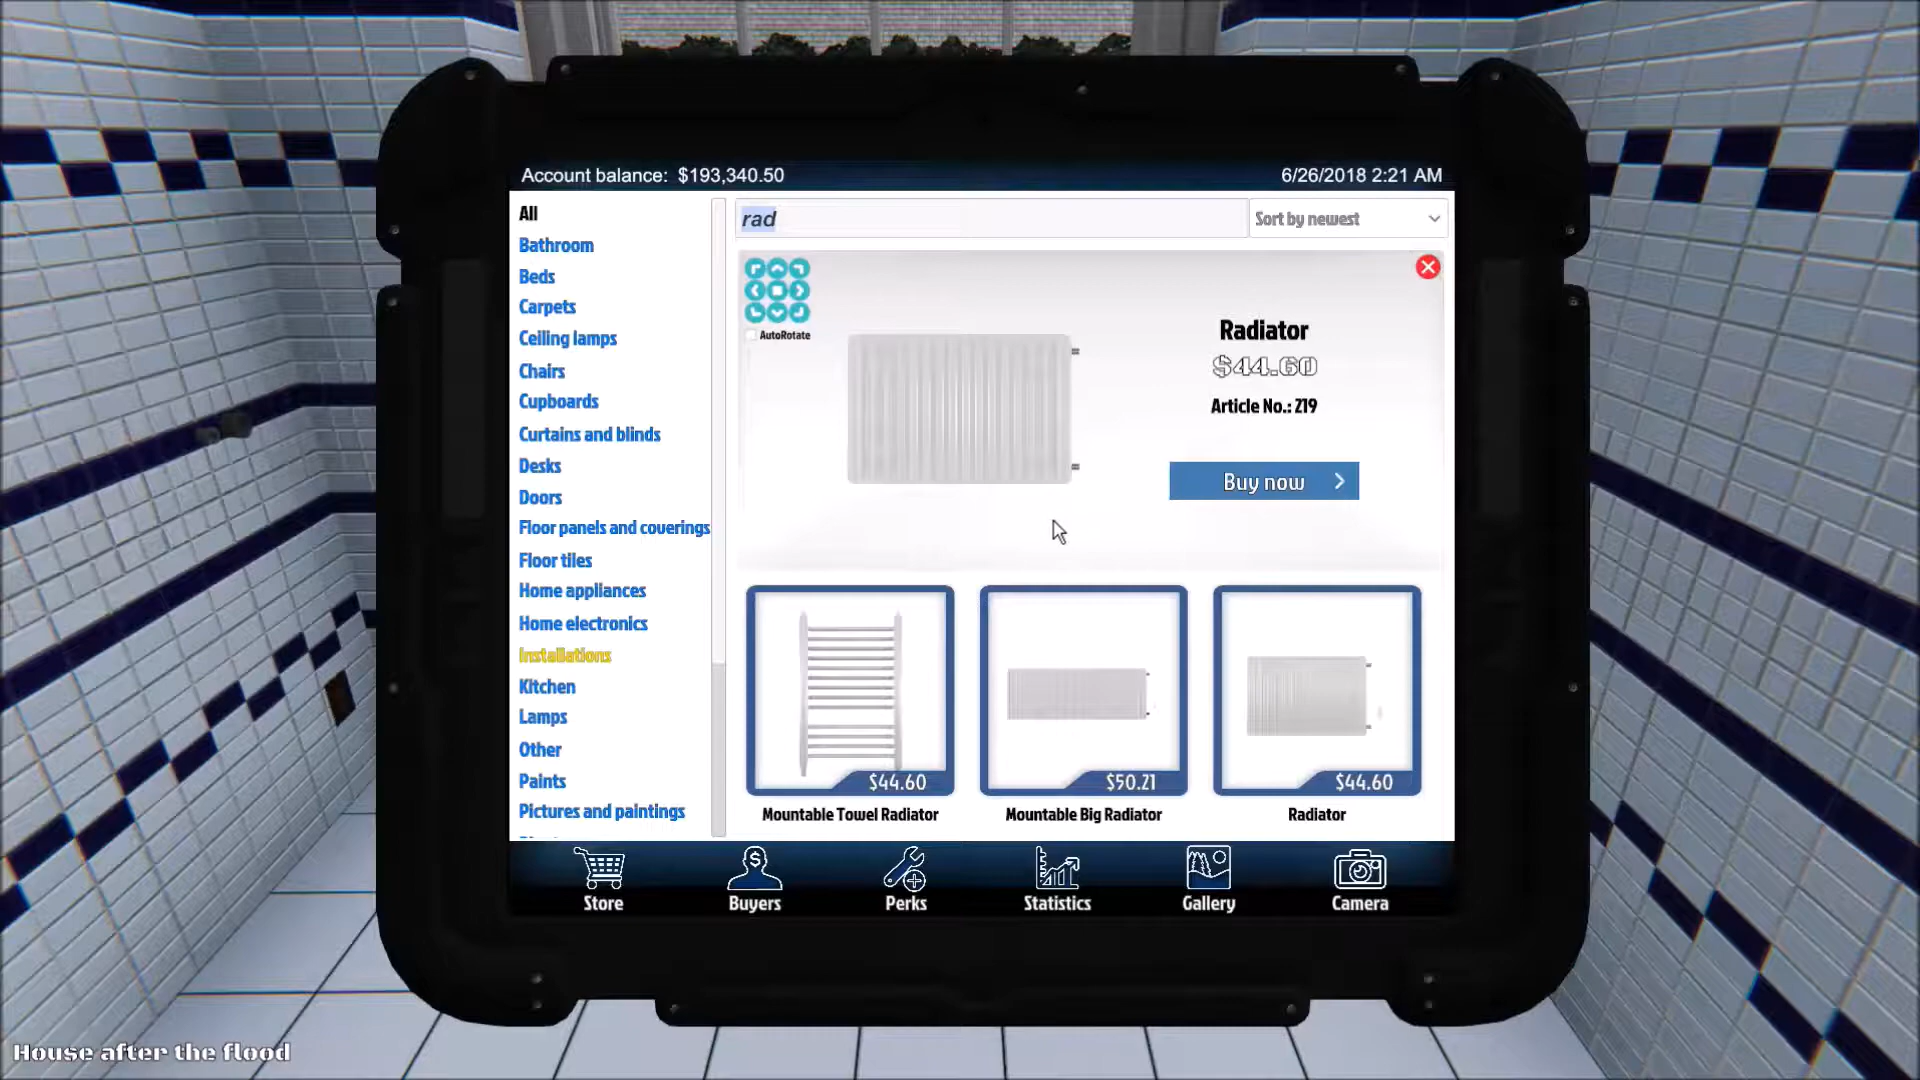 Account balance: $193,340.50
6/26/2018 2:21 AM
All
Bathroom
Beds
Carpets
Ceiling lamps
Chairs
Cupboards
Curtains and blinds
Desks
Doors
Floor panels and coverings
Floor tiles
Home appliances
Home electronics
Installations
Kitchen
Lamps
Other
Paints
Pictures and paintings
rad
Sort by newest
AutoRotate
Radiator
$44.60
Article No.: Z19
Buy now
$44.60
Mountable Towel Radiator
$50.21
Mountable Big Radiator
$44.60
Radiator
Store
Buyers
Perks
Statistics
Gallery
Camera
House after the flood